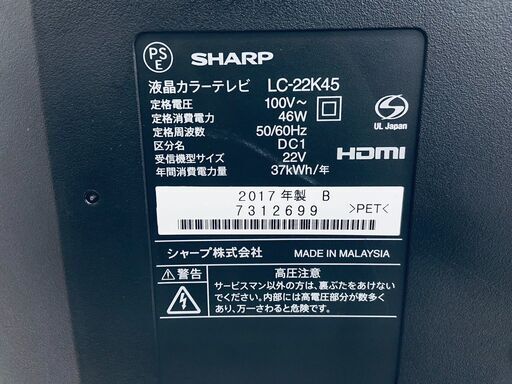 PS
E
SHARP
液晶カラーテレビ LC-22K45
定格電圧 100V~
定格消費電力 46W
定格周波数 50/60Hz
区分名 DC1
受信機型サイズ 22V
年間消費電力量 37kWh/年
S
UL Japan
HDMI
2017年製 B
7312699
>PET<
シャープ株式会社 MADE IN MALAYSIA
⚠警告 高圧注意
サービスマン以外の方は、裏ぶたをあけない
でください。内部には高電圧部分が数多く
あり、万一さわると危険です。